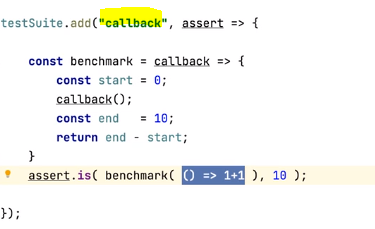 testSuite.add("callback", assert => {
const benchmark = callback => {
const start = 0;
callback();
const end   = 10;
return end - start;
}
assert.is( benchmark( () => 1+1 ), 10 );
});